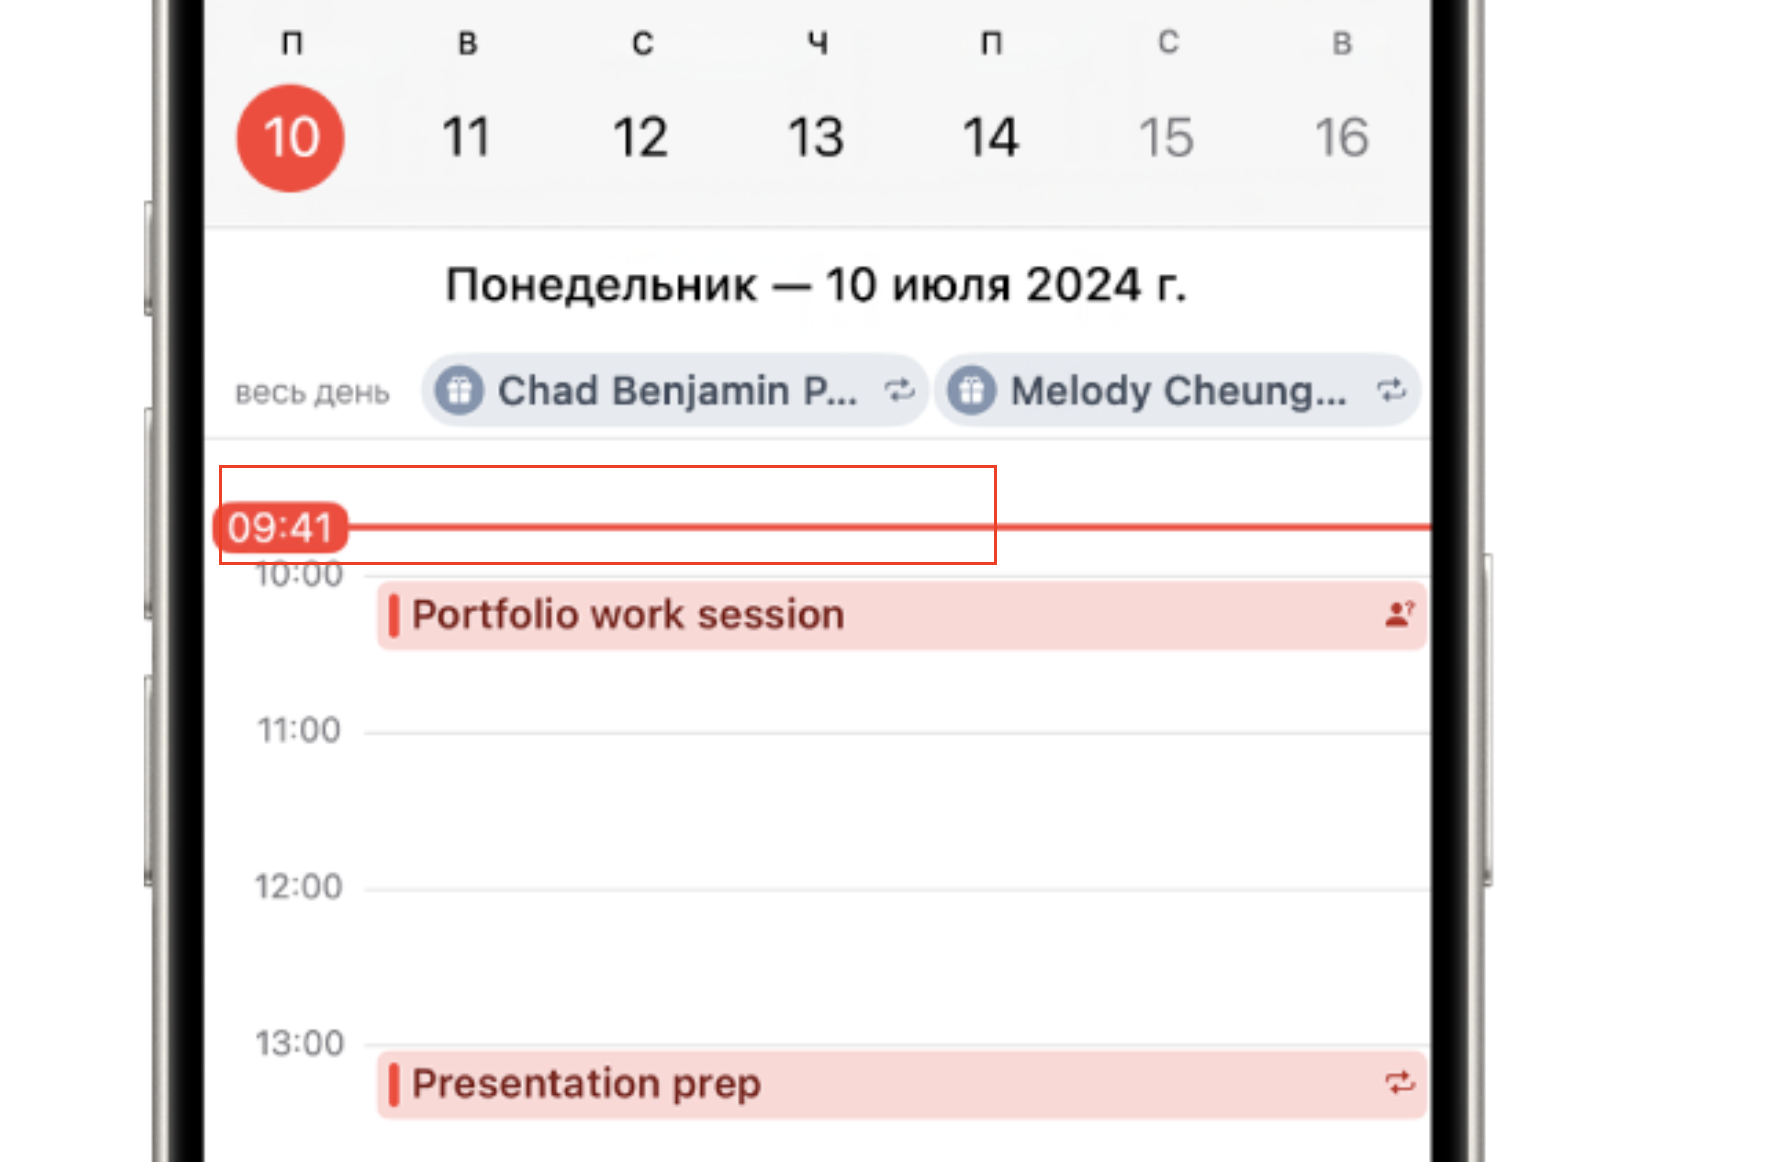 п в с ч п с в
10 11 12 13 14 15 16
Понедельник — 10 июля 2024 г.
весь день Chad Benjamin P... Melody Cheung...
09:41
10:00
Portfolio work session
11:00
12:00
13:00
Presentation prep